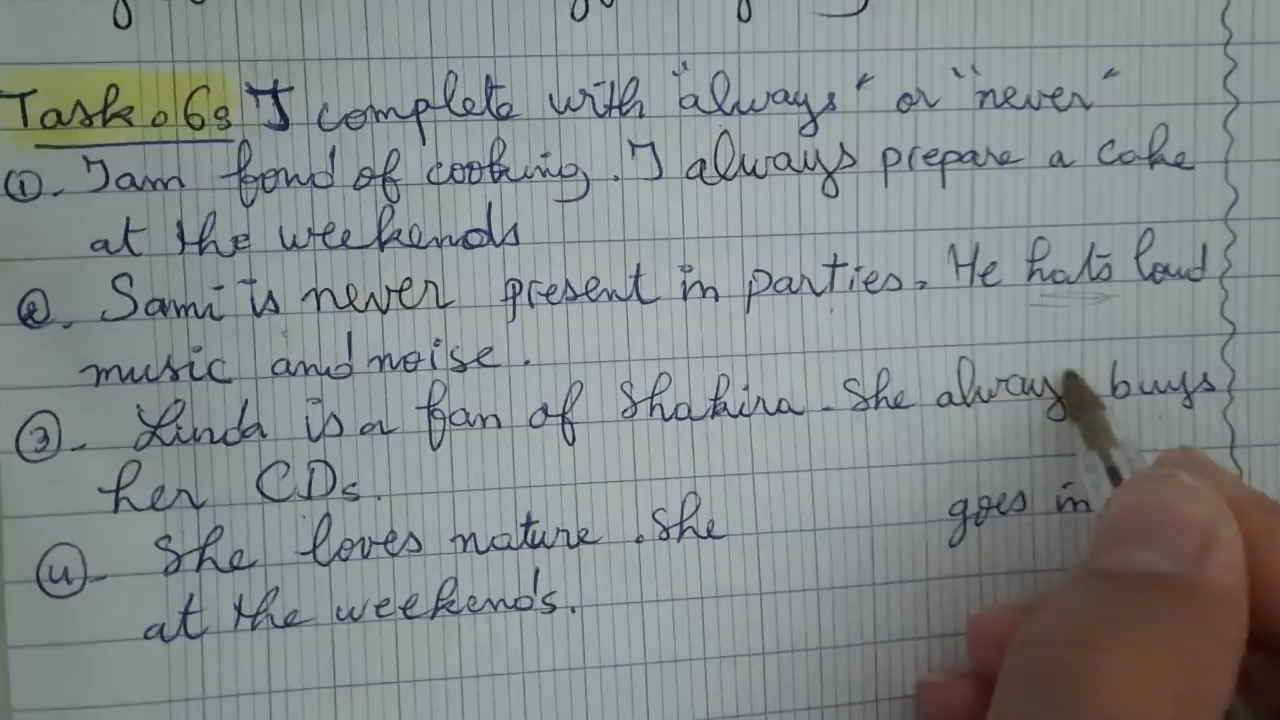 Task 06: I complete with "always" or "never"
①. I am fond of cooking. I always prepare a cake
at the weekends
②. Sami is never present in parties. He hats loud
music and noise.
③- Linda is a fan of Shakira - She always buys
her CDs.
④- She loves nature. She goes in
at the weekends.